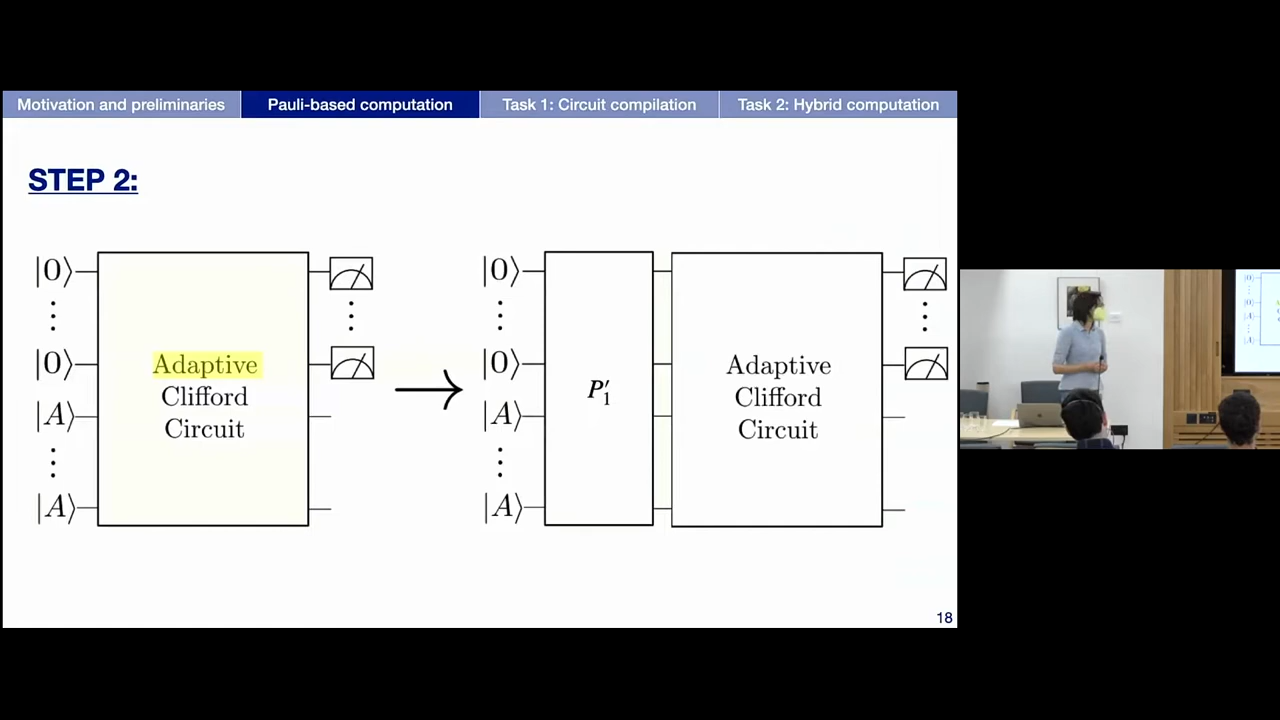 Motivation and preliminaries
Pauli-based computation
Task 1: Circuit compilation
Task 2: Hybrid computation
STEP 2:
|0⟩
⋮
|0⟩
|A⟩
⋮
|A⟩
Adaptive
Clifford
Circuit
⋮
→
|0⟩
⋮
|0⟩
|A⟩
⋮
|A⟩
P′₁
Adaptive
Clifford
Circuit
⋮
18